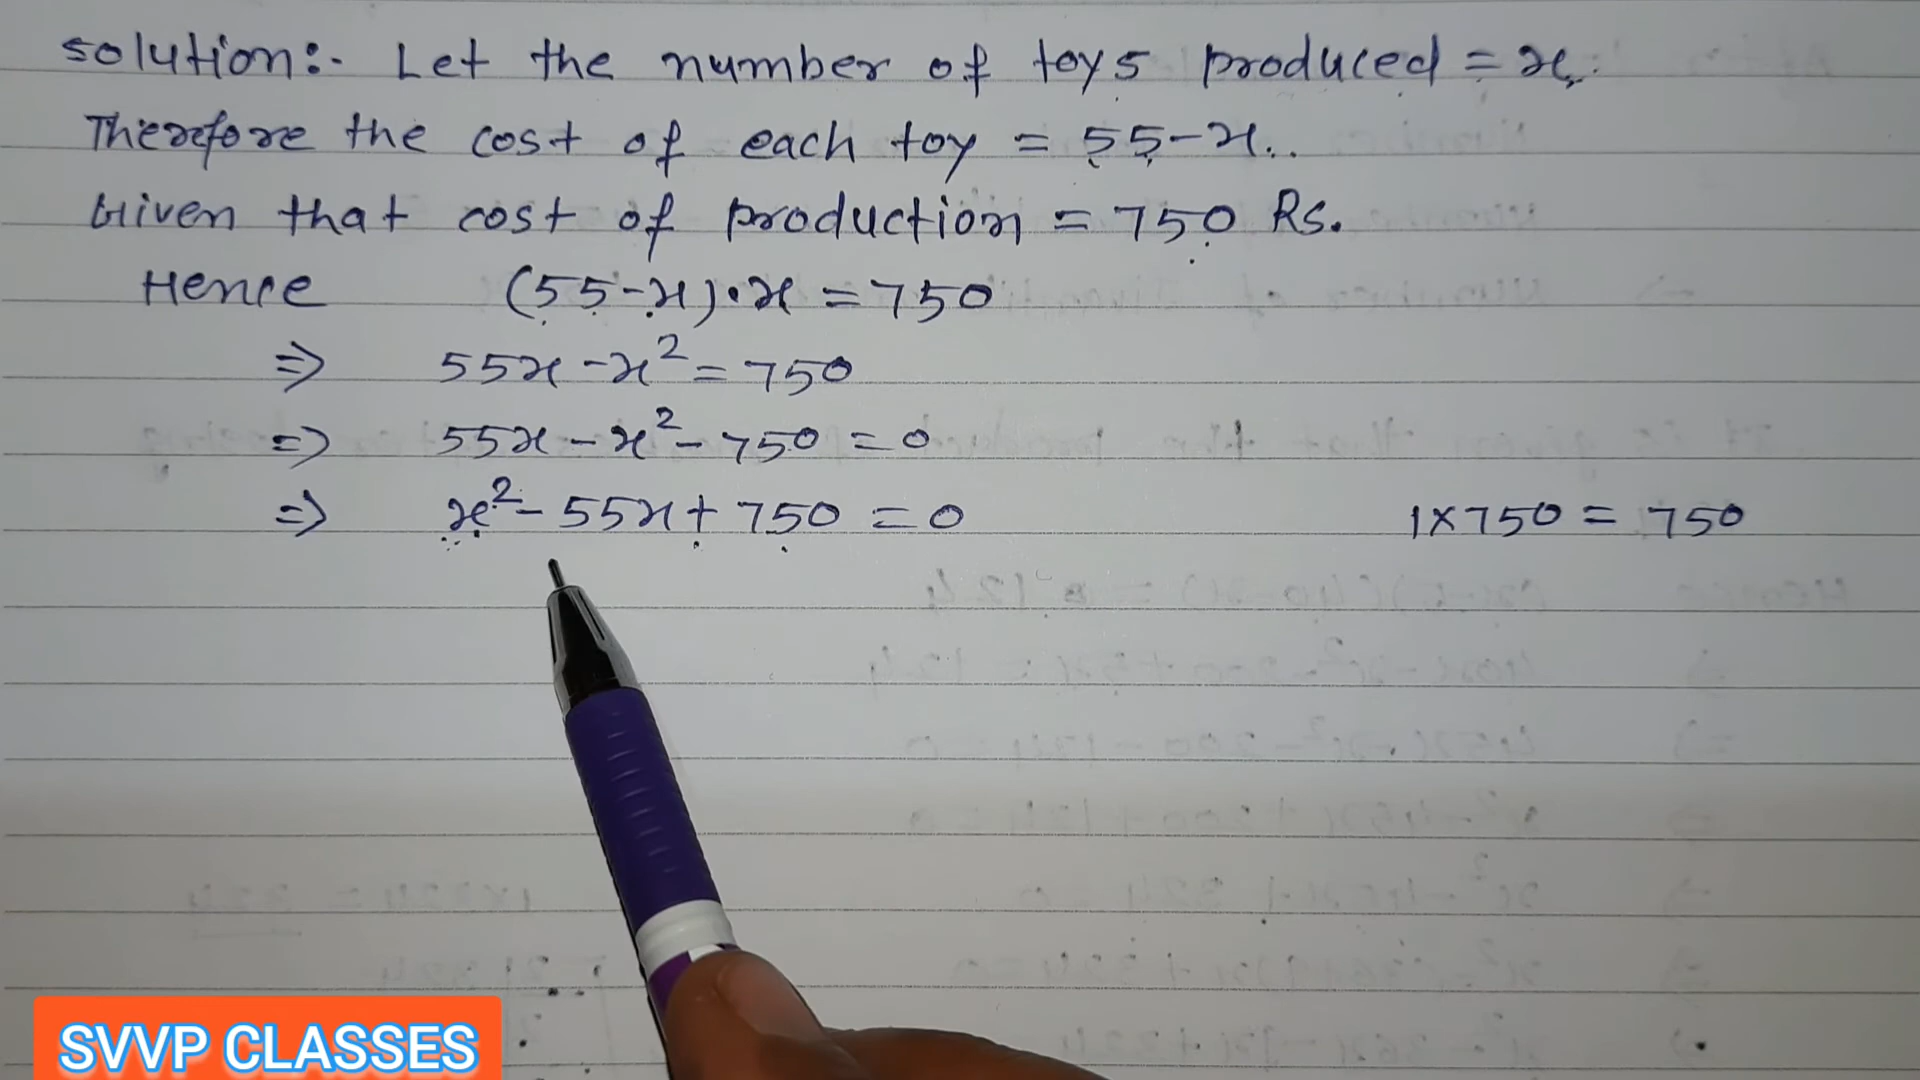 Solution:- Let the number of toys produced = x.
Therefore the cost of each toy = 55-x..
Given that cost of production = 750 Rs.
Hence (55-x).x = 750
⇒ 55x - x² = 750
⇒ 55x - x² - 750 = 0
⇒ x² - 55x + 750 = 0 1×750 = 750
SVVP CLASSES